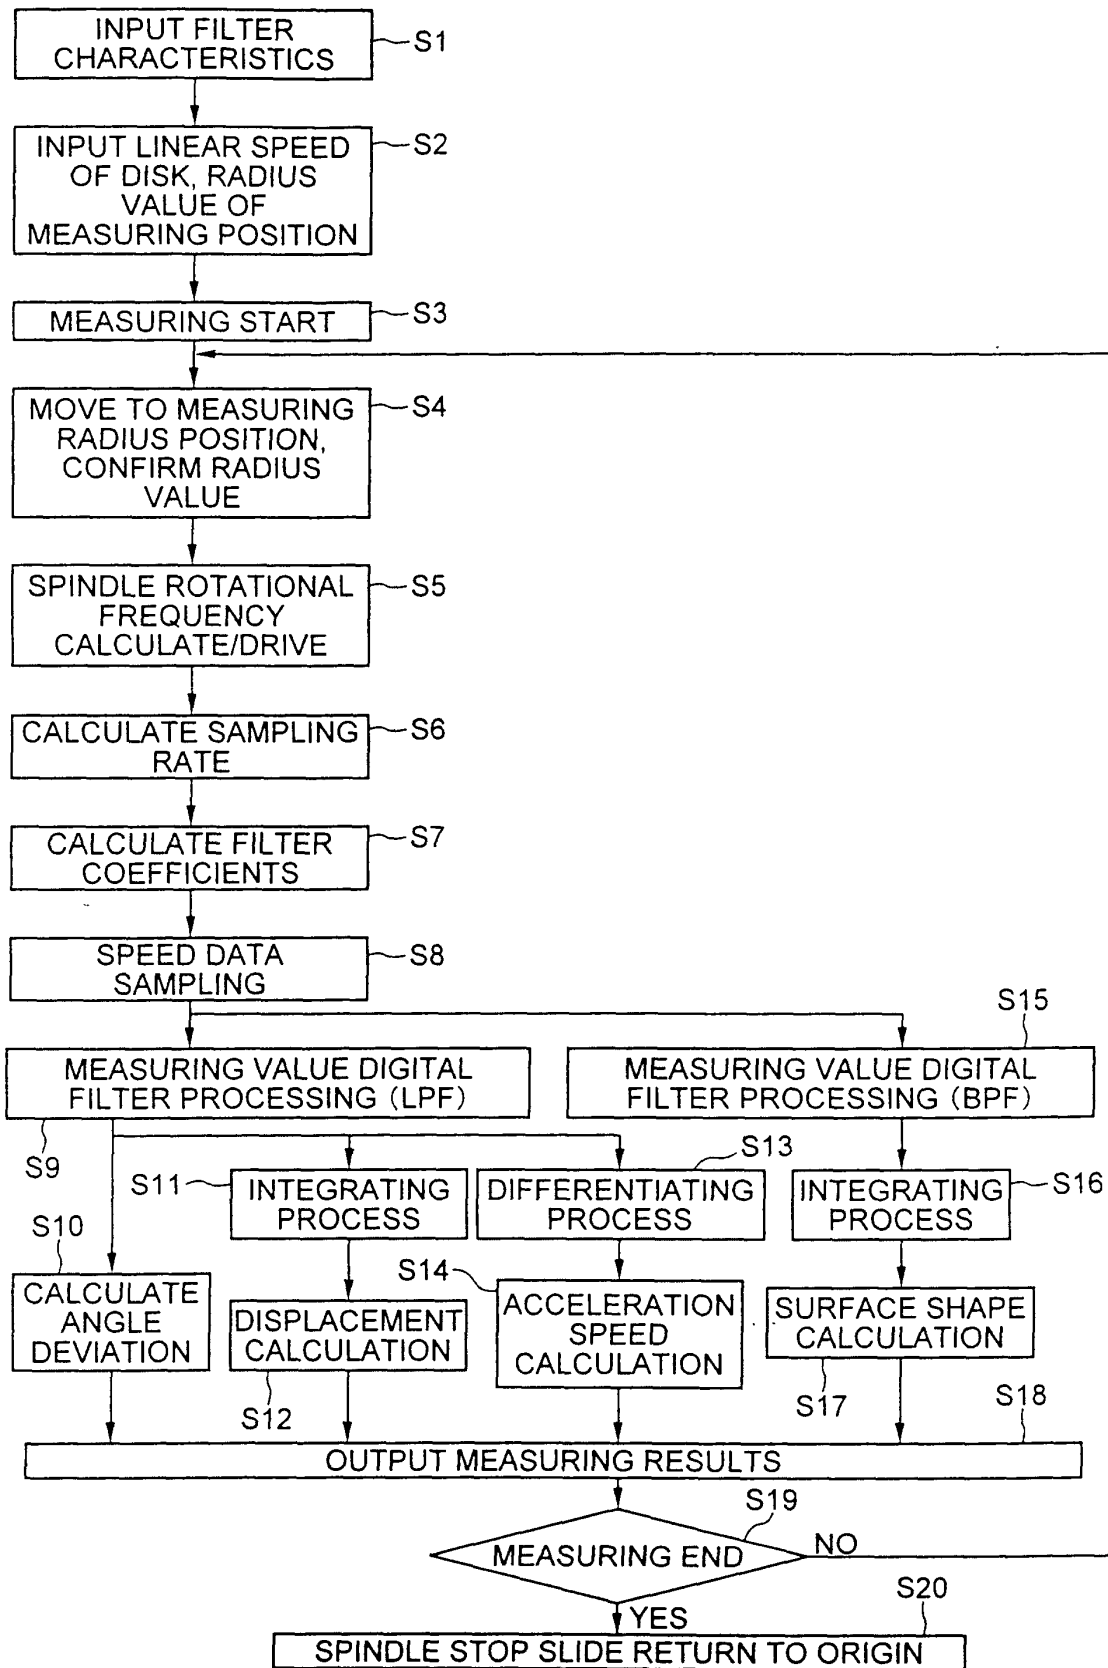 INPUT FILTER
CHARACTERISTICS
S1
INPUT LINEAR SPEED
OF DISK, RADIUS
VALUE OF
MEASURING POSITION
S2
MEASURING START
S3
MOVE TO MEASURING
RADIUS POSITION,
CONFIRM RADIUS
VALUE
S4
SPINDLE ROTATIONAL
FREQUENCY
CALCULATE/DRIVE
S5
CALCULATE SAMPLING
RATE
S6
CALCULATE FILTER
COEFFICIENTS
S7
SPEED DATA
SAMPLING
S8
MEASURING VALUE DIGITAL
FILTER PROCESSING (LPF)
S9
S15
MEASURING VALUE DIGITAL
FILTER PROCESSING (BPF)
S10
CALCULATE
ANGLE
DEVIATION
S11
INTEGRATING
PROCESS
DISPLACEMENT
CALCULATION
S12
S13
DIFFERENTIATING
PROCESS
S14
ACCELERATION
SPEED
CALCULATION
INTEGRATING
PROCESS
S16
SURFACE SHAPE
CALCULATION
S17
S18
OUTPUT MEASURING RESULTS
S19
MEASURING END
NO
YES
S20
SPINDLE STOP SLIDE RETURN TO ORIGIN